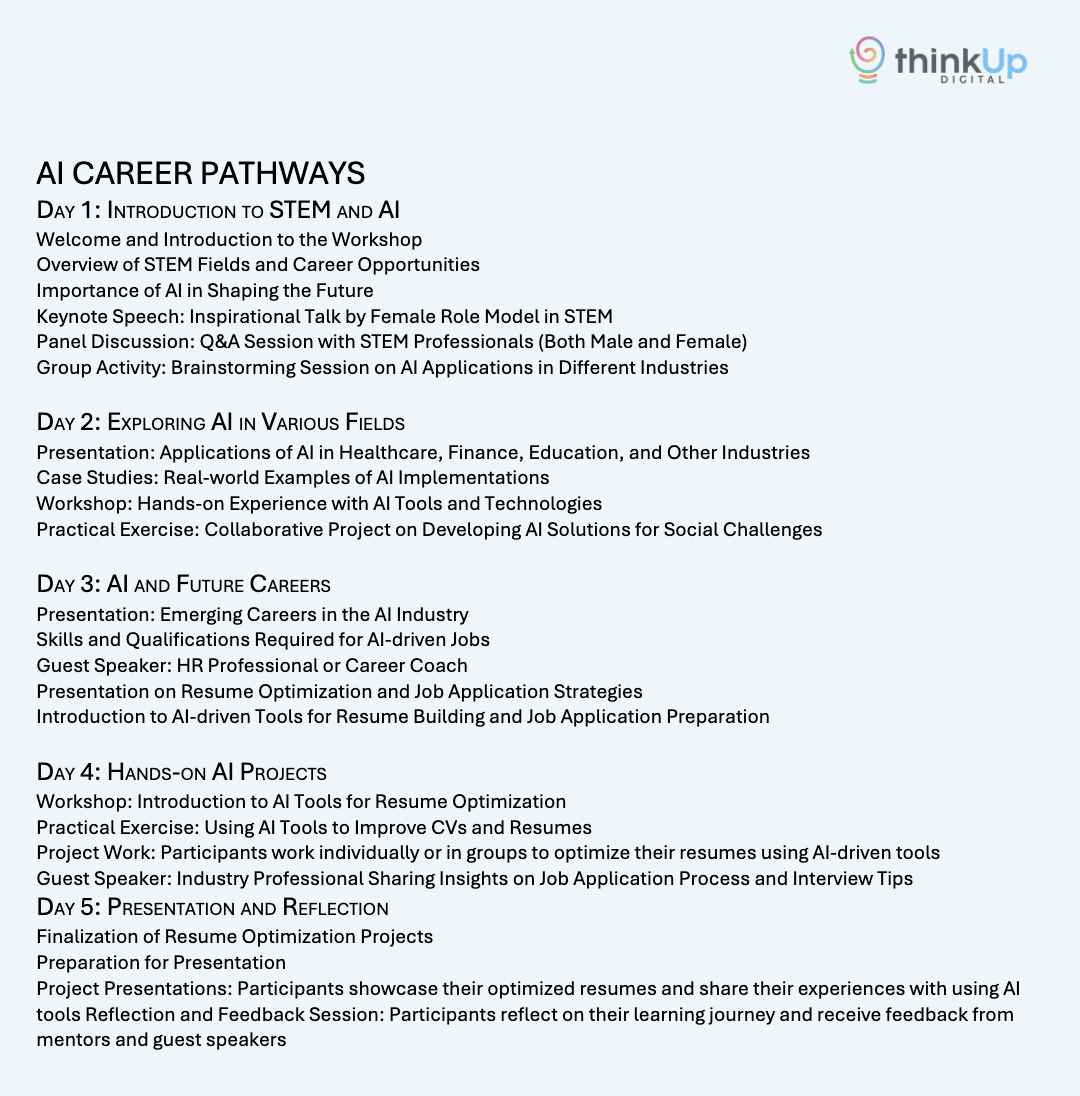 thinkUp
DIGITAL
AI CAREER PATHWAYS
Day 1: Introduction to STEM and AI
Welcome and Introduction to the Workshop
Overview of STEM Fields and Career Opportunities
Importance of AI in Shaping the Future
Keynote Speech: Inspirational Talk by Female Role Model in STEM
Panel Discussion: Q&A Session with STEM Professionals (Both Male and Female)
Group Activity: Brainstorming Session on AI Applications in Different Industries
Day 2: Exploring AI in Various Fields
Presentation: Applications of AI in Healthcare, Finance, Education, and Other Industries
Case Studies: Real-world Examples of AI Implementations
Workshop: Hands-on Experience with AI Tools and Technologies
Practical Exercise: Collaborative Project on Developing AI Solutions for Social Challenges
Day 3: AI and Future Careers
Presentation: Emerging Careers in the AI Industry
Skills and Qualifications Required for AI-driven Jobs
Guest Speaker: HR Professional or Career Coach
Presentation on Resume Optimization and Job Application Strategies
Introduction to AI-driven Tools for Resume Building and Job Application Preparation
Day 4: Hands-on AI Projects
Workshop: Introduction to AI Tools for Resume Optimization
Practical Exercise: Using AI Tools to Improve CVs and Resumes
Project Work: Participants work individually or in groups to optimize their resumes using AI-driven tools
Guest Speaker: Industry Professional Sharing Insights on Job Application Process and Interview Tips
Day 5: Presentation and Reflection
Finalization of Resume Optimization Projects
Preparation for Presentation
Project Presentations: Participants showcase their optimized resumes and share their experiences with using AI
tools Reflection and Feedback Session: Participants reflect on their learning journey and receive feedback from
mentors and guest speakers